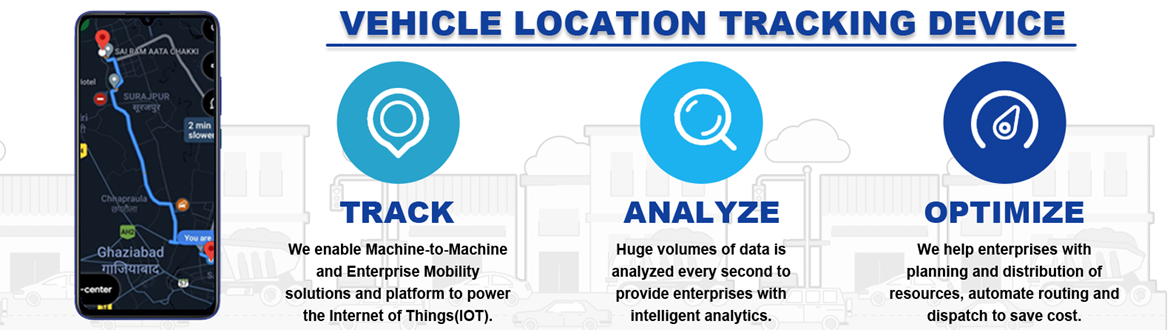 VEHICLE LOCATION TRACKING DEVICE
SAI RAM AATA CHAKKI
SURAJPUR
सूरजपुर
2 min
slower
Chhapraula
छपरौला
AH2
You are
Ghaziabad
गाज़ियाबाद
-center
TRACK
We enable Machine-to-Machine
and Enterprise Mobility
solutions and platform to power
the Internet of Things(IOT).
ANALYZE
Huge volumes of data is
analyzed every second to
provide enterprises with
intelligent analytics.
OPTIMIZE
We help enterprises with
planning and distribution of
resources, automate routing and
dispatch to save cost.